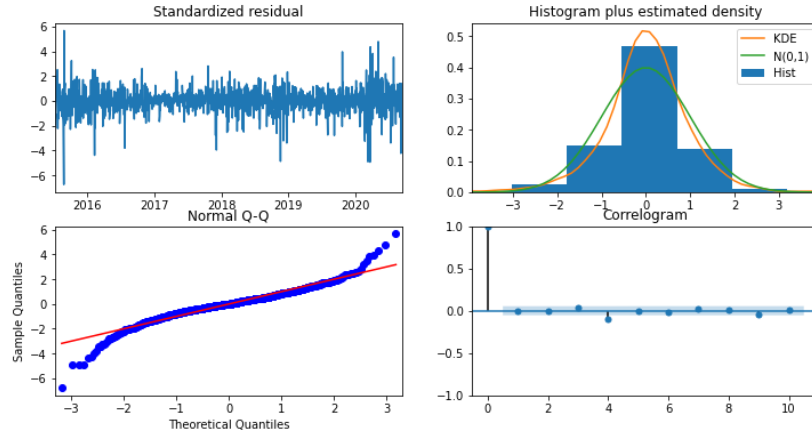 Standardized residual
6
4
2
0
−2
−4
−6
2016 2017 2018 2019 2020
Histogram plus estimated density
KDE
N(0,1)
Hist
0.5
0.4
0.3
0.2
0.1
0.0
−3 −2 −1 0 1 2 3
Normal Q-Q
Sample Quantiles
6
4
2
0
−2
−4
−6
−3 −2 −1 0 1 2 3
Theoretical Quantiles
Correlogram
1.0
0.5
0.0
−0.5
−1.0
0 2 4 6 8 10